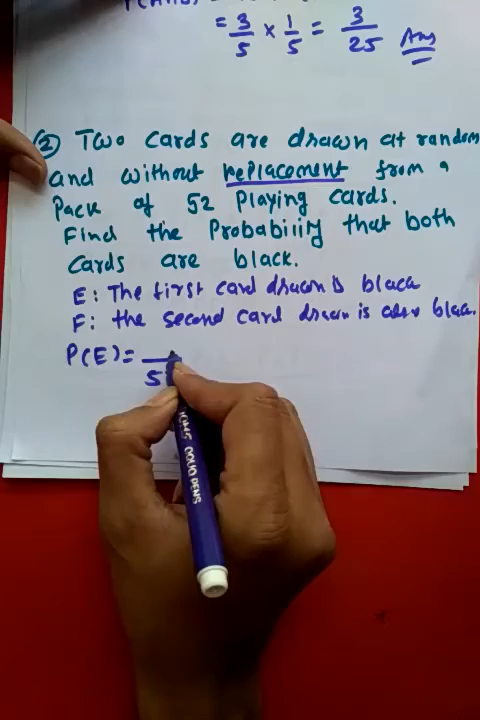 = 3/5 × 1/5 = 3/25 Ans
② Two cards are drawn at random
and without replacement from a
Pack of 52 Playing cards.
Find the Probability that both
cards are black.
E: The first card drawn is black
F: the second card drawn is also black.
P(E)=